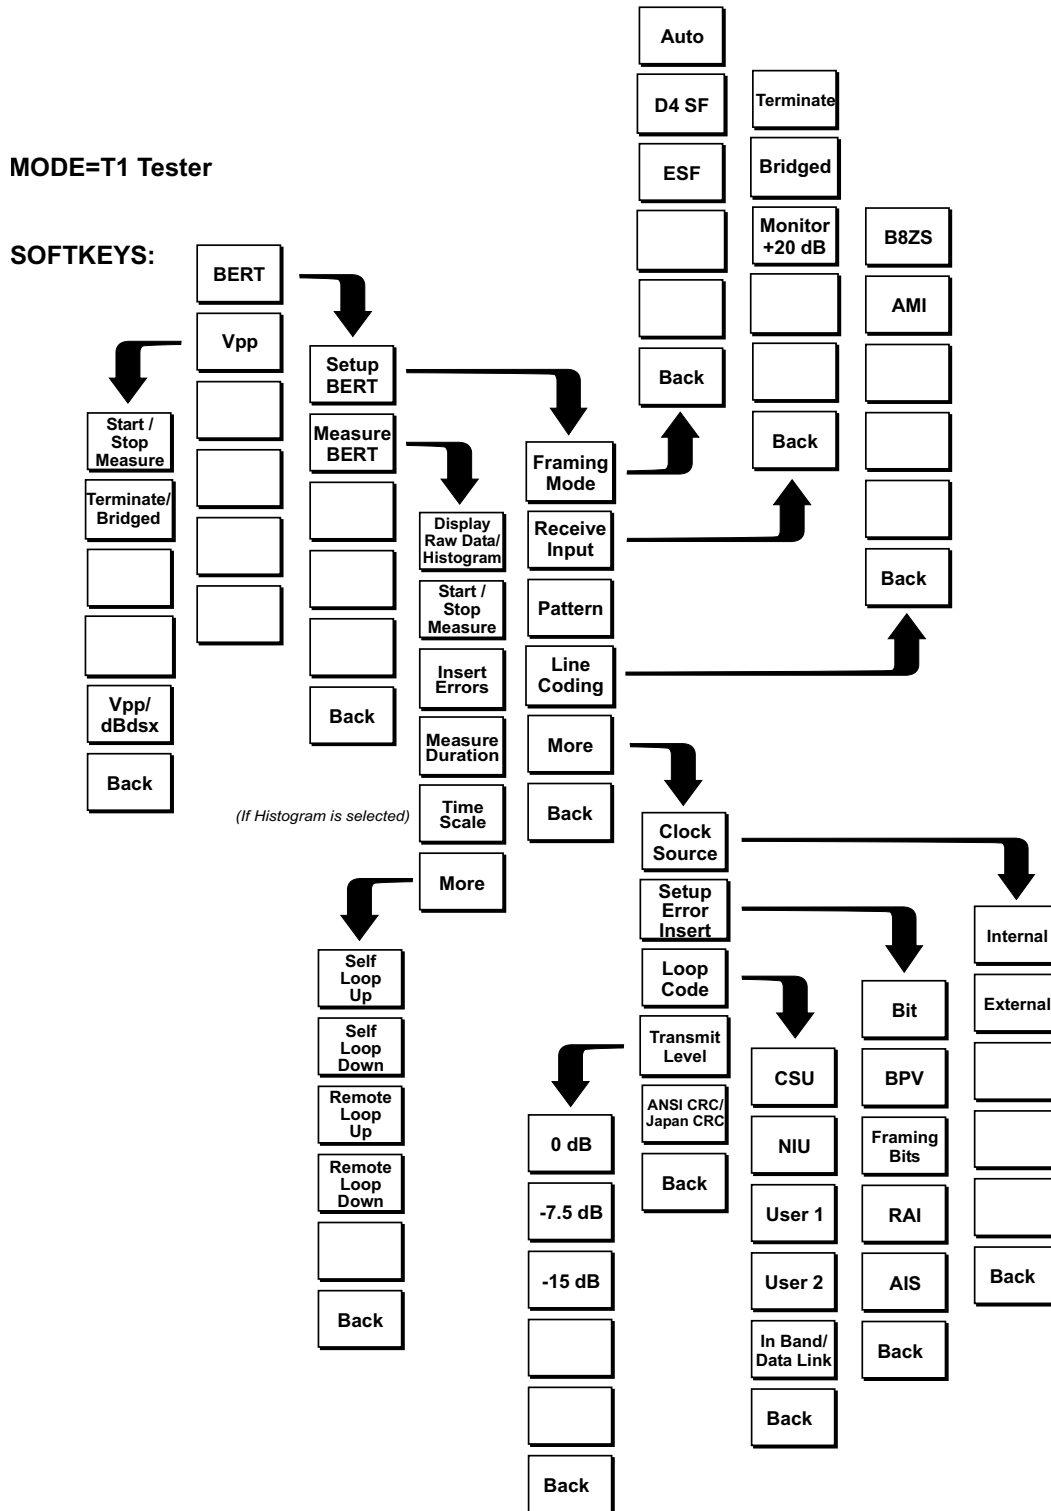 MODE=T1 Tester
SOFTKEYS:
BERT
Vpp
Start /
Stop
Measure
Terminate/
Bridged
Vpp/
dBdsx
Back
Setup
BERT
Measure
BERT
Back
Display
Raw Data/
Histogram
Start /
Stop
Measure
Insert
Errors
Measure
Duration
(If Histogram is selected)
Time
Scale
More
Self
Loop
Up
Self
Loop
Down
Remote
Loop
Up
Remote
Loop
Down
Back
Framing
Mode
Receive
Input
Pattern
Line
Coding
More
Back
Auto
D4 SF
ESF
Back
Terminate
Bridged
Monitor
+20 dB
Back
B8ZS
AMI
Back
Clock
Source
Setup
Error
Insert
Loop
Code
Transmit
Level
ANSI CRC/
Japan CRC
Back
0 dB
-7.5 dB
-15 dB
Back
CSU
NIU
User 1
User 2
In Band/
Data Link
Back
Bit
BPV
Framing
Bits
RAI
AIS
Back
Internal
External
Back